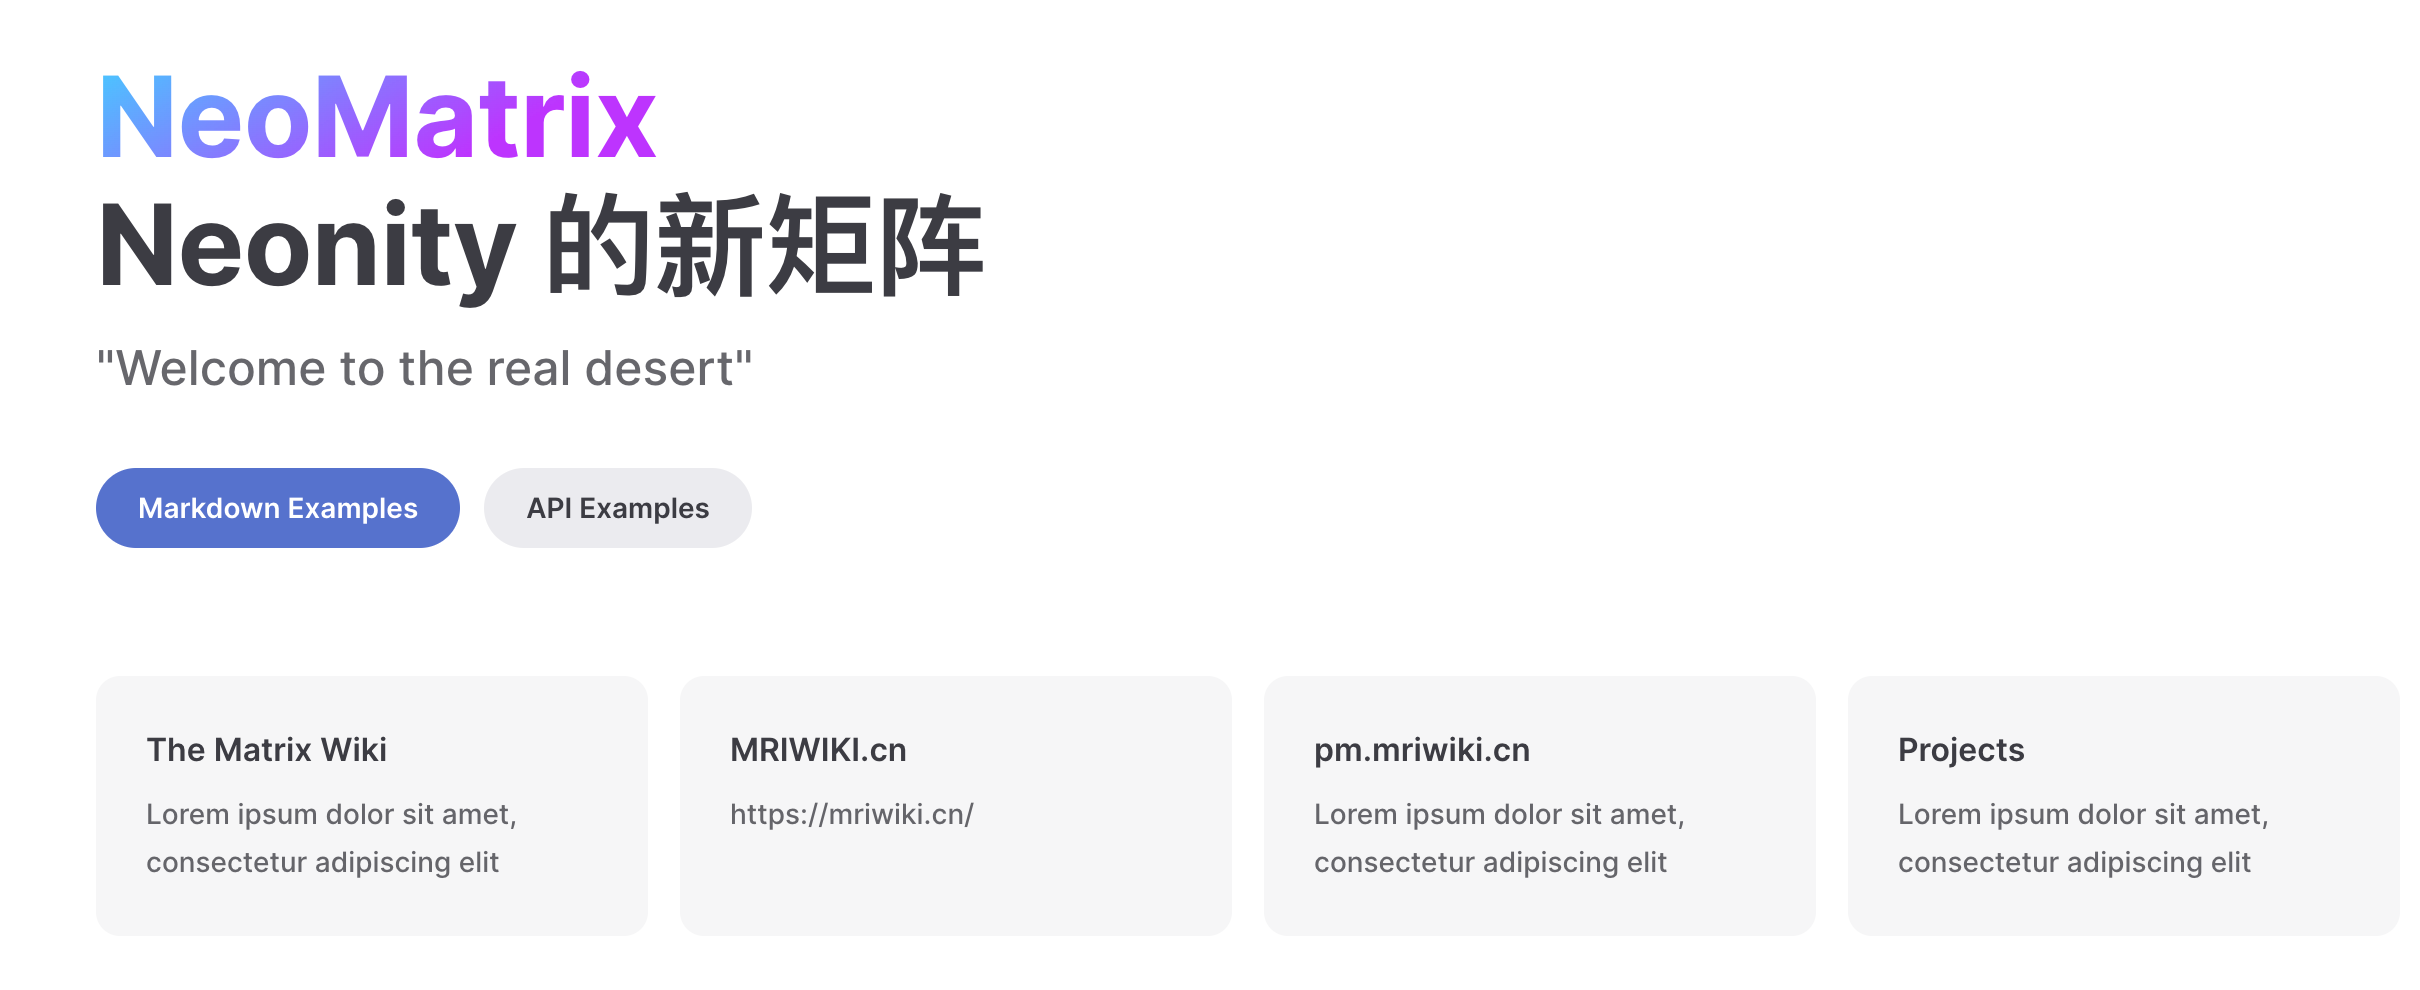 NeoMatrix
Neonity 的新矩阵
"Welcome to the real desert"
Markdown Examples
API Examples
The Matrix Wiki
Lorem ipsum dolor sit amet,
consectetur adipiscing elit
MRIWIKI.cn
https://mriwiki.cn/
pm.mriwiki.cn
Lorem ipsum dolor sit amet,
consectetur adipiscing elit
Projects
Lorem ipsum dolor sit amet,
consectetur adipiscing elit